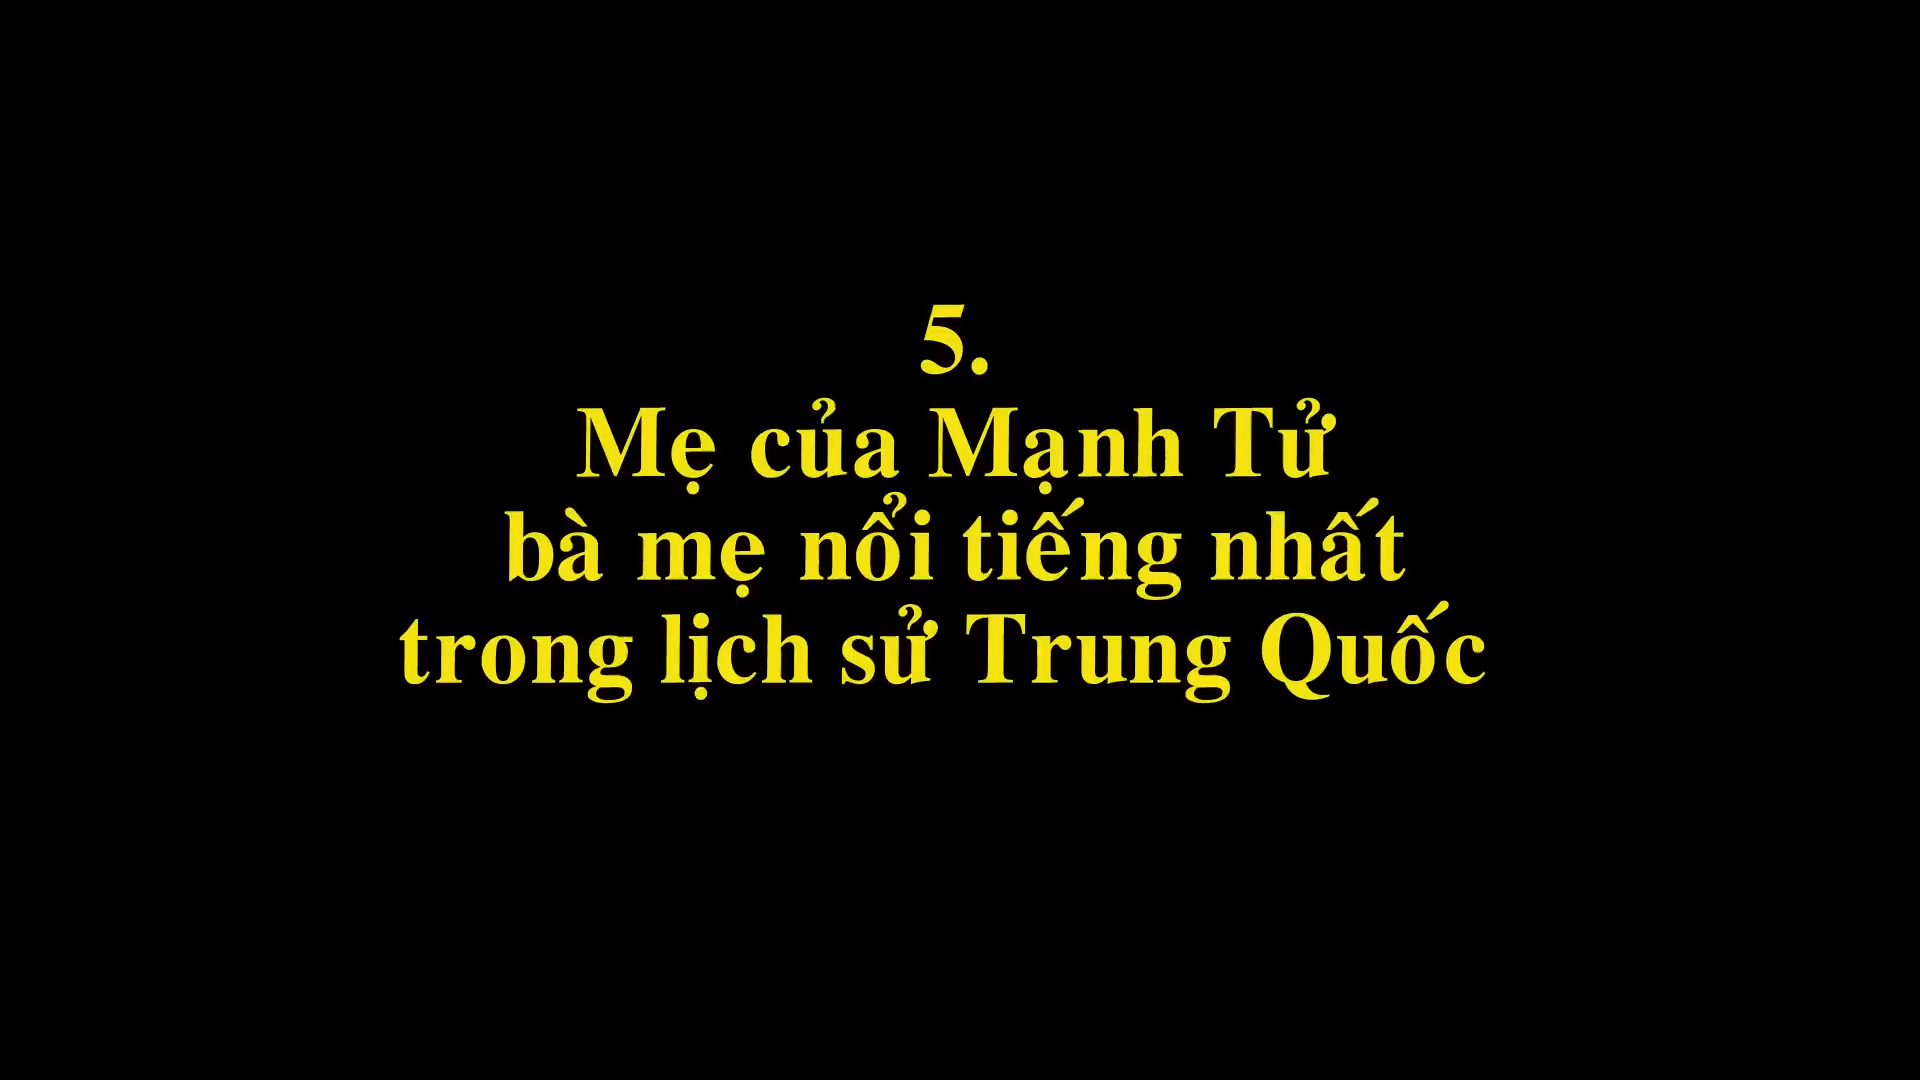 5.
Mẹ của Mạnh Tử
bà mẹ nổi tiếng nhất
trong lịch sử Trung Quốc